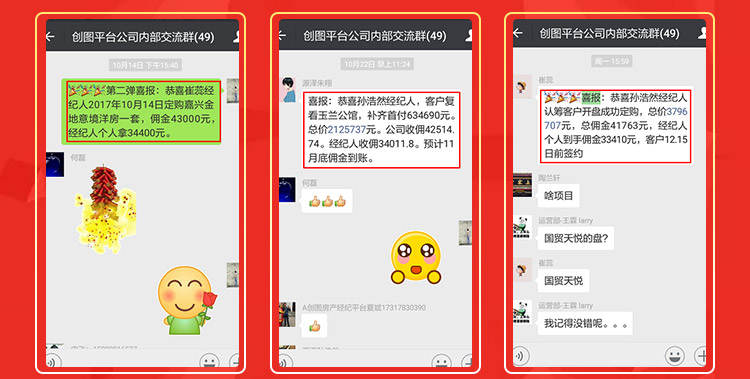 创图平台公司内部交流群(49)
10月14日 下午15:40
第二弹喜报：恭喜崔蕊经
纪人2017年10月14日定购嘉兴金
地意境洋房一套，佣金43000元，
经纪人个人拿34400元。
何磊
创图平台公司内部交流群(49)
10月22日 早上11:24
源泽朱翔
喜报：恭喜孙浩然经纪人，客户复
看玉兰公馆，补齐首付634690元。
总价2125737元。公司收佣42514.
74。经纪人收佣34011.8。预计11
月底佣金到账。
何磊
A创图房产经纪平台夏斌17317830390
创图平台公司内部交流群(49)
周一 15:59
崔蕊
喜报：恭喜孙浩然经纪人
认筹客户开盘成功定购，总价3796
707元，总佣金41763元，经纪人
个人到手佣金33410元，客户12.15
日前签约
陶兰轩
啥项目
运营部-王霖 larry
国贸天悦的盘?
崔蕊
国贸天悦
运营部-王霖 larry
我记得没错呢。。。